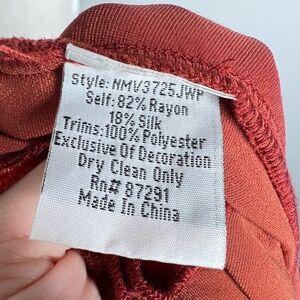 Style: NMV3725JWP
Self: 82% Rayon
18% Silk
Trims:100% Polyester
Exclusive Of Decoration
Dry Clean Only
Rn# 87291
Made In China